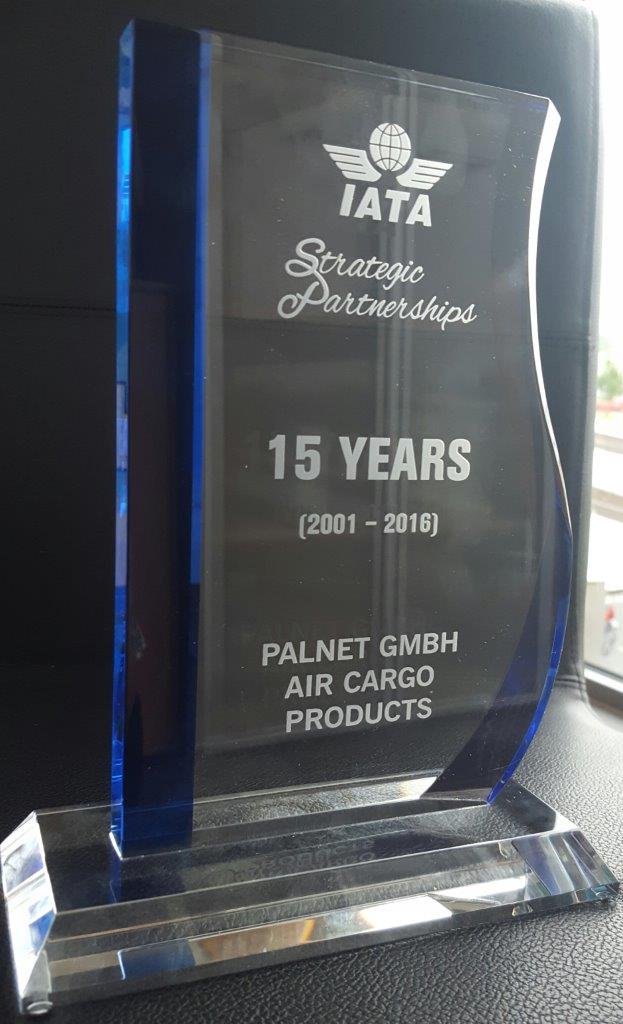 IATA
Strategic
Partnerships
15 YEARS
(2001 – 2016)
PALNET GMBH
AIR CARGO
PRODUCTS